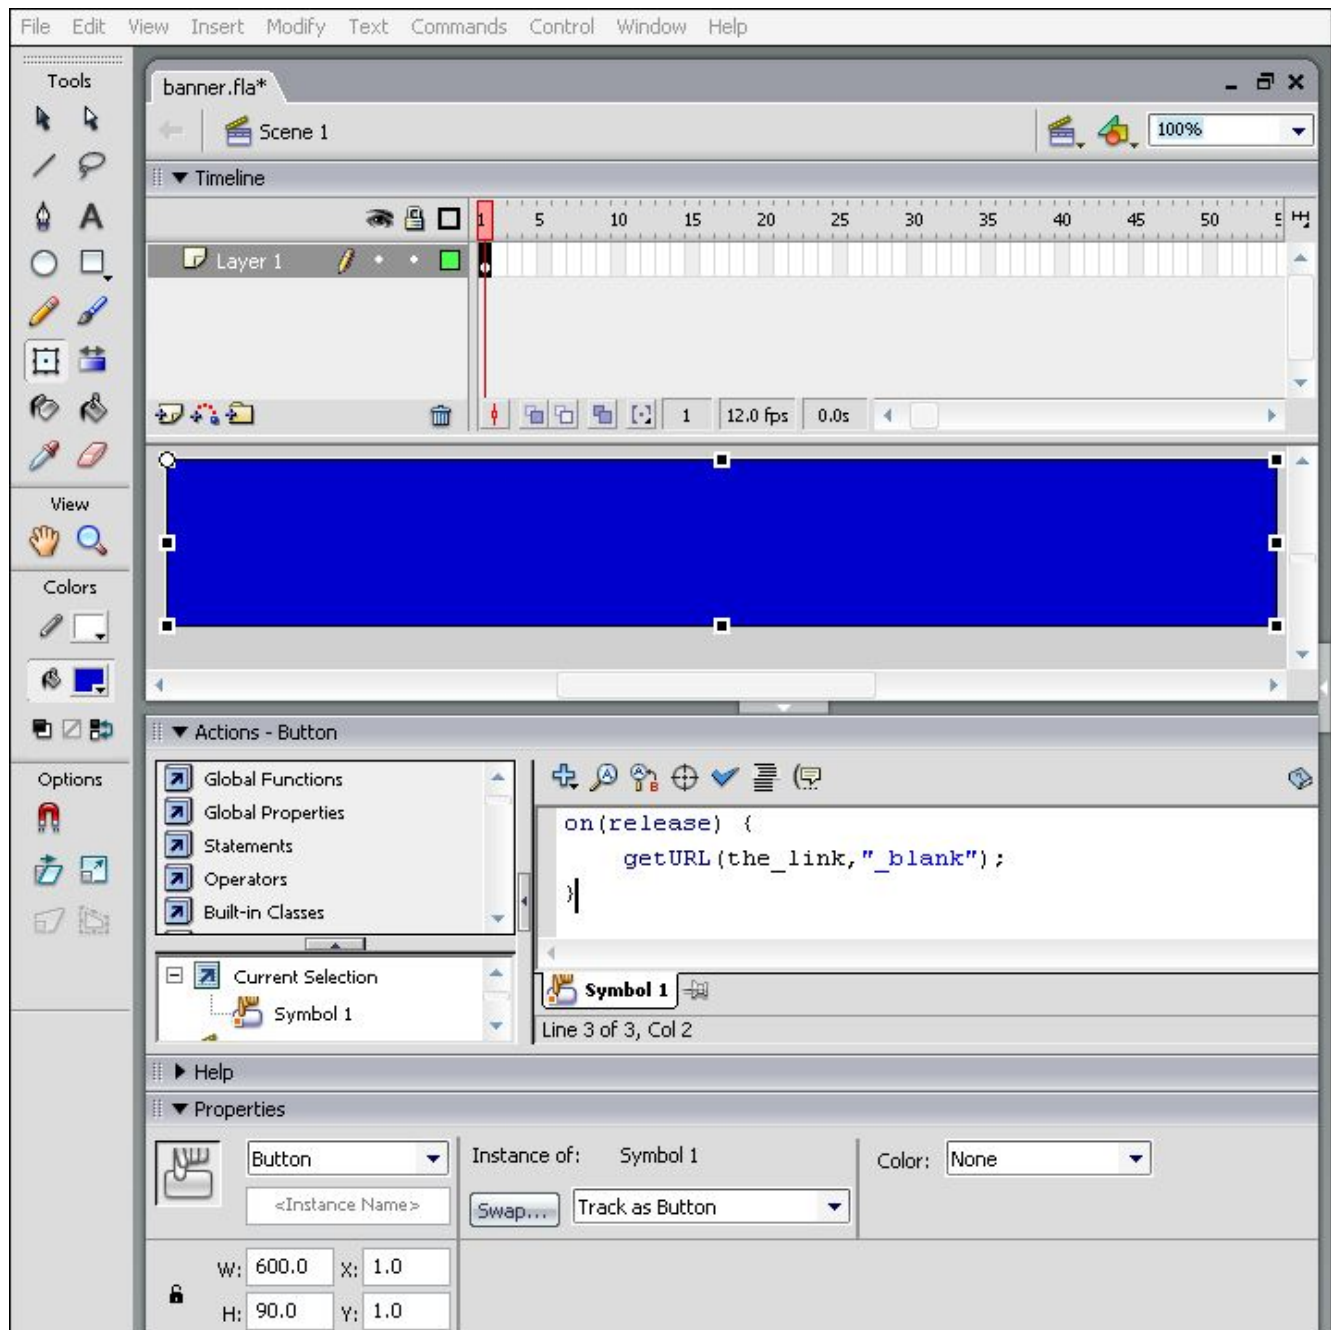 File Edit View Insert Modify Text Commands Control Window Help
Tools
banner.fla*
Scene 1
100%
Timeline
1 5 10 15 20 25 30 35 40 45 50
Layer 1
1 12.0 fps 0.0s
View
Colors
Options
Actions - Button
Global Functions
Global Properties
Statements
Operators
Built-in Classes
on(release) {
getURL(the_link,"_blank");
}
Current Selection
Symbol 1
Symbol 1
Line 3 of 3, Col 2
Help
Properties
Button
<Instance Name>
Instance of: Symbol 1
Swap... Track as Button
Color: None
W: 600.0 X: 1.0
H: 90.0 Y: 1.0